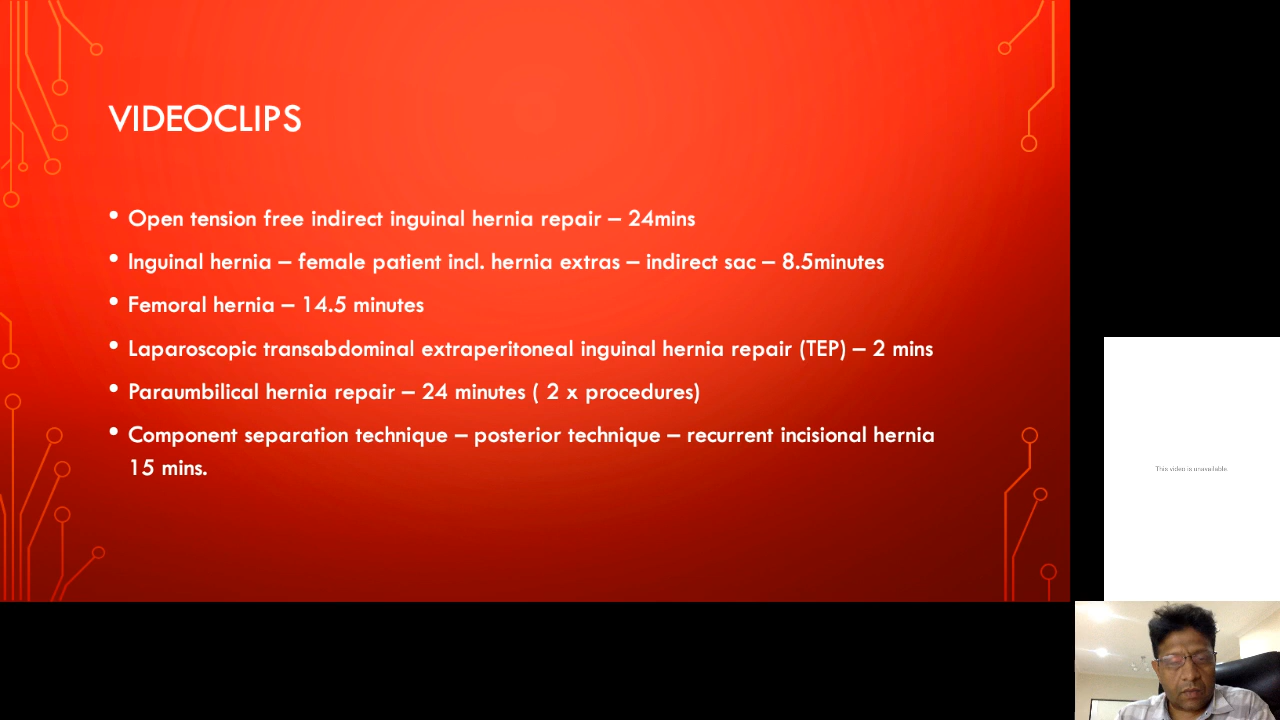 VIDEOCLIPS
• Open tension free indirect inguinal hernia repair – 24mins
• Inguinal hernia – female patient incl. hernia extras – indirect sac – 8.5minutes
• Femoral hernia – 14.5 minutes
• Laparoscopic transabdominal extraperitoneal inguinal hernia repair (TEP) – 2 mins
• Paraumbilical hernia repair – 24 minutes ( 2 x procedures)
• Component separation technique – posterior technique – recurrent incisional hernia
15 mins.
This video is unavailable.